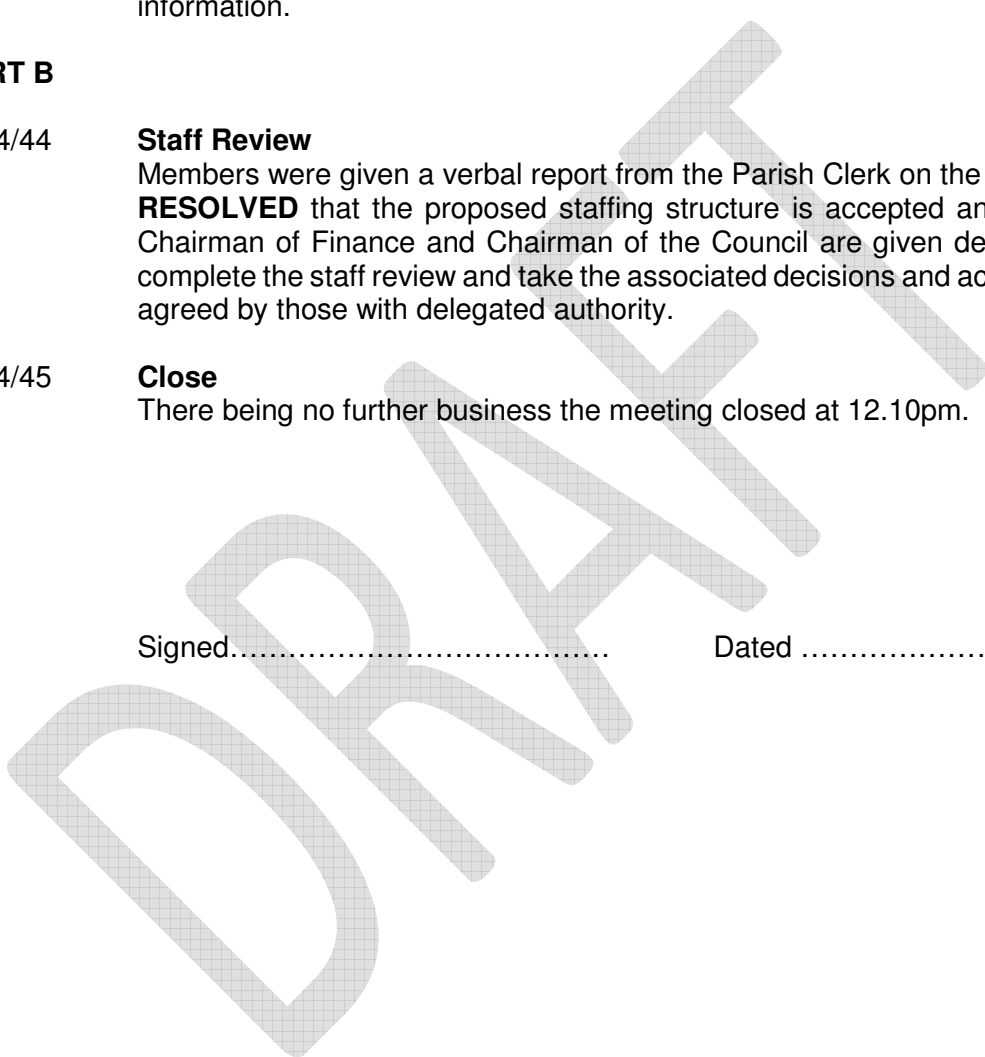 information.
RT B
4/44 Staff Review
Members were given a verbal report from the Parish Clerk on the
RESOLVED that the proposed staffing structure is accepted an
Chairman of Finance and Chairman of the Council are given de
complete the staff review and take the associated decisions and ac
agreed by those with delegated authority.
4/45 Close
There being no further business the meeting closed at 12.10pm.
Signed………………………………… Dated ………………
DRAFT